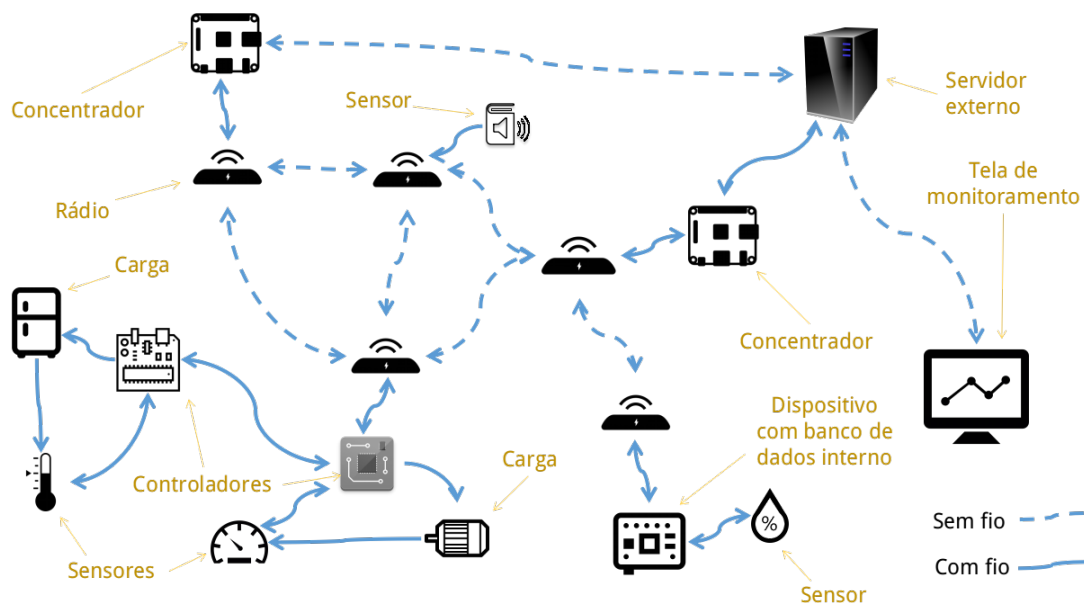 Concentrador
Sensor
Servidor
externo
Tela de
monitoramento
Rádio
Carga
Concentrador
Dispositivo
com banco de
dados interno
Carga
Controladores
%
Sem fio
Com fio
Sensores
Sensor